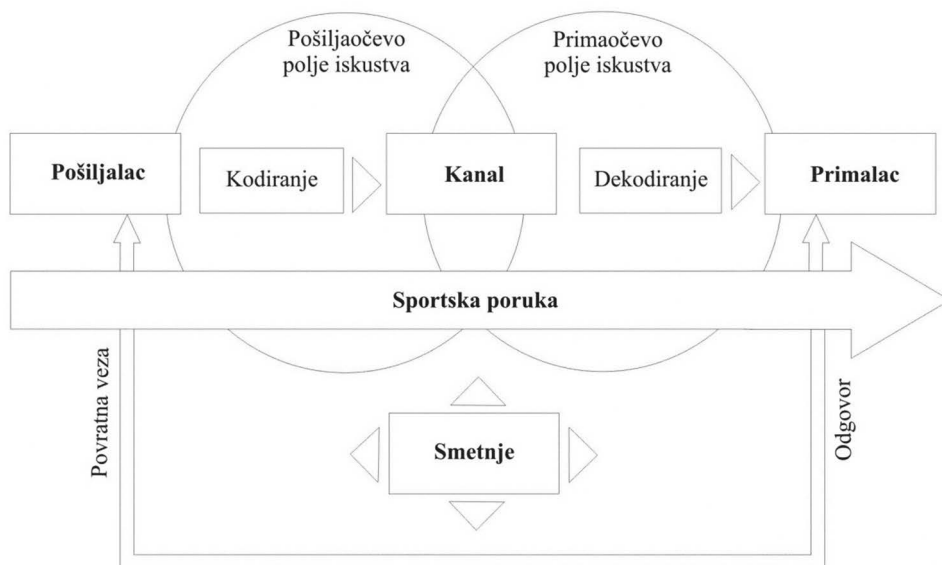 Pošiljaočevo
polje iskustva
Primaočevo
polje iskustva
Pošiljalac
Kodiranje
Kanal
Dekodiranje
Primalac
Sportska poruka
Povratna veza
Smetnje
Odgovor